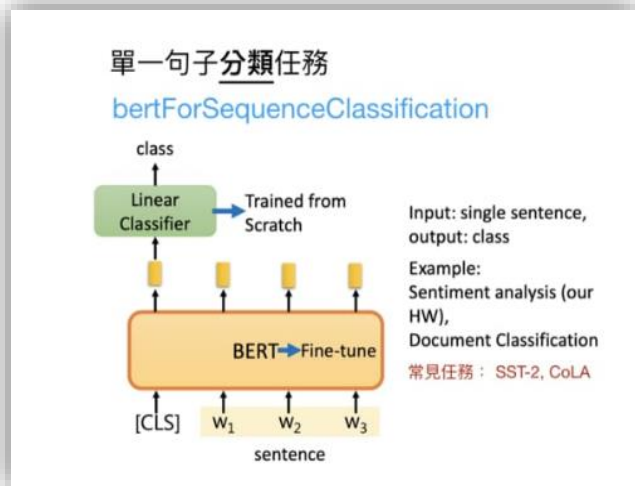 單一句子分類任務
bertForSequenceClassification
class
Linear
Classifier
Trained from
Scratch
BERT
Fine-tune
[CLS]
w1
w2
w3
sentence
Input: single sentence,
output: class
Example:
Sentiment analysis (our
HW),
Document Classification
常見任務： SST-2, CoLA